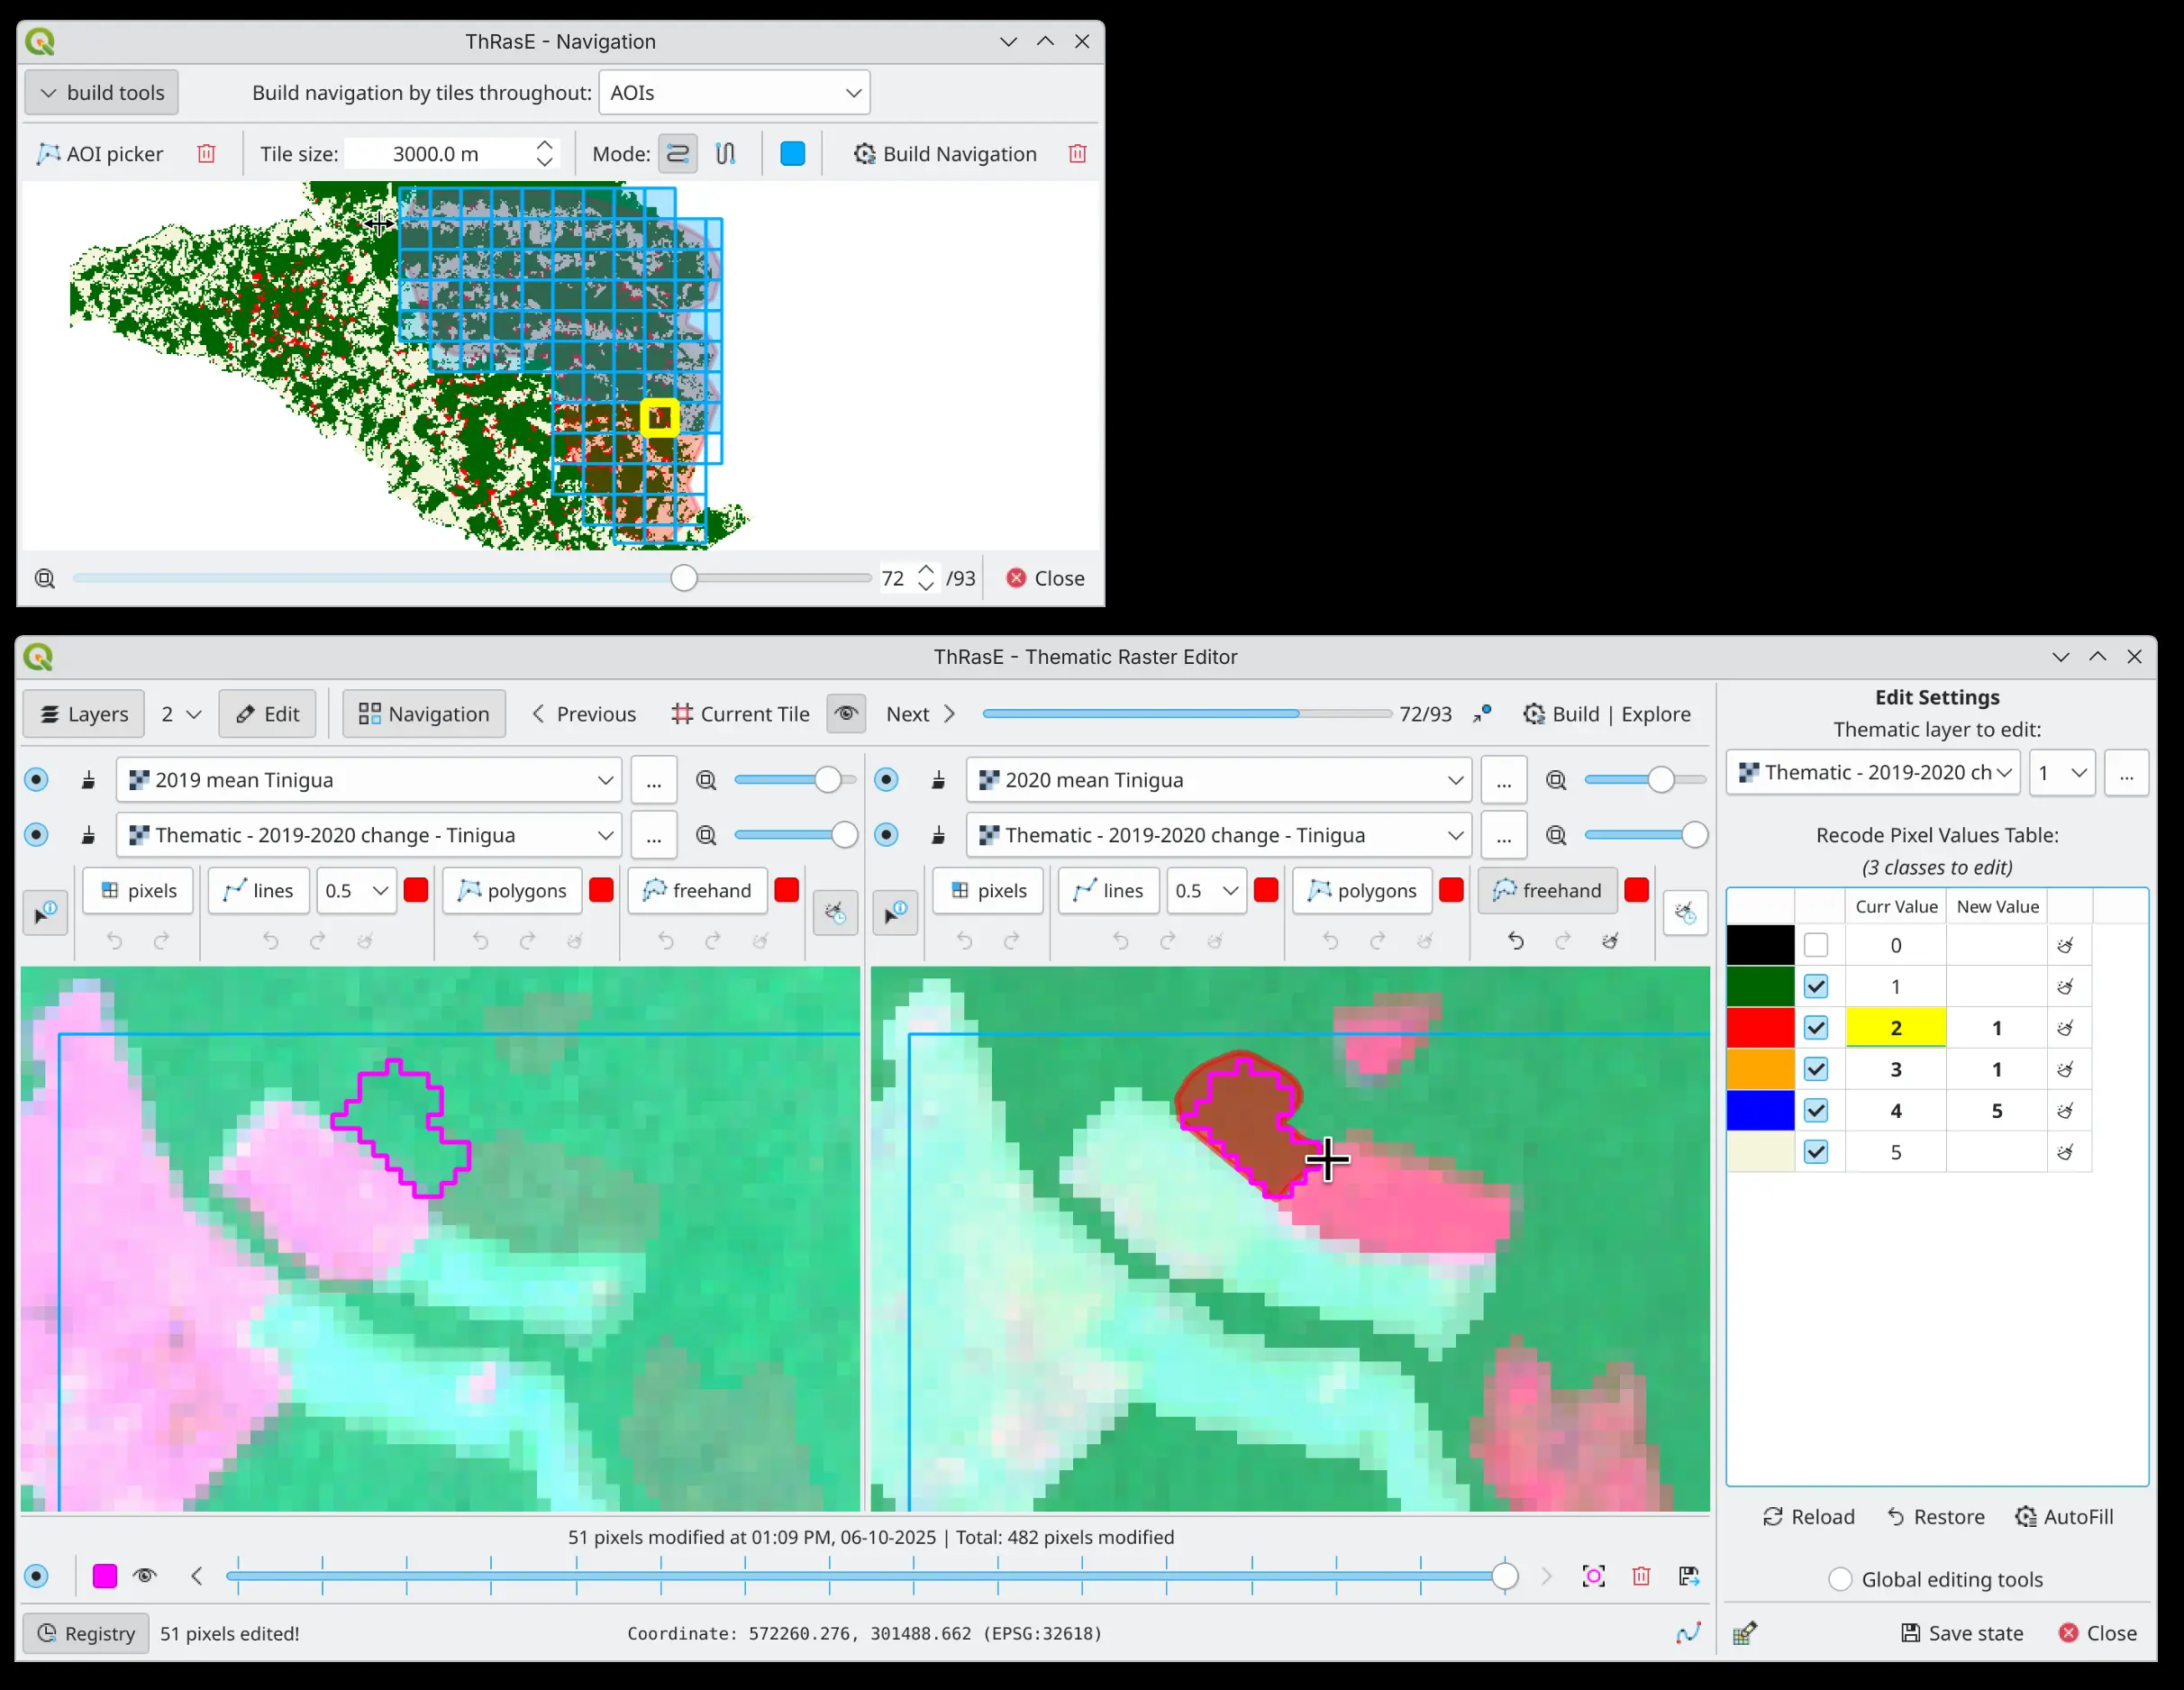 ThRasE - Navigation
build tools Build navigation by tiles throughout: AOIs
AOI picker Tile size: 3000.0 m Mode: Build Navigation
72 /93 Close
ThRasE - Thematic Raster Editor
Layers 2 Edit Navigation Previous Current Tile Next 72/93 Build | Explore
2019 mean Tinigua ...
Thematic - 2019-2020 change - Tinigua ...
pixels lines 0.5 polygons freehand
2020 mean Tinigua ...
Thematic - 2019-2020 change - Tinigua ...
pixels lines 0.5 polygons freehand
51 pixels modified at 01:09 PM, 06-10-2025 | Total: 482 pixels modified
Registry 51 pixels edited! Coordinate: 572260.276, 301488.662 (EPSG:32618)
Edit Settings
Thematic layer to edit:
Thematic - 2019-2020 ch 1 ...
Recode Pixel Values Table:
(3 classes to edit)
Curr Value New Value
0
1
2 1
3 1
4 5
5
Reload Restore AutoFill
Global editing tools
Save state Close